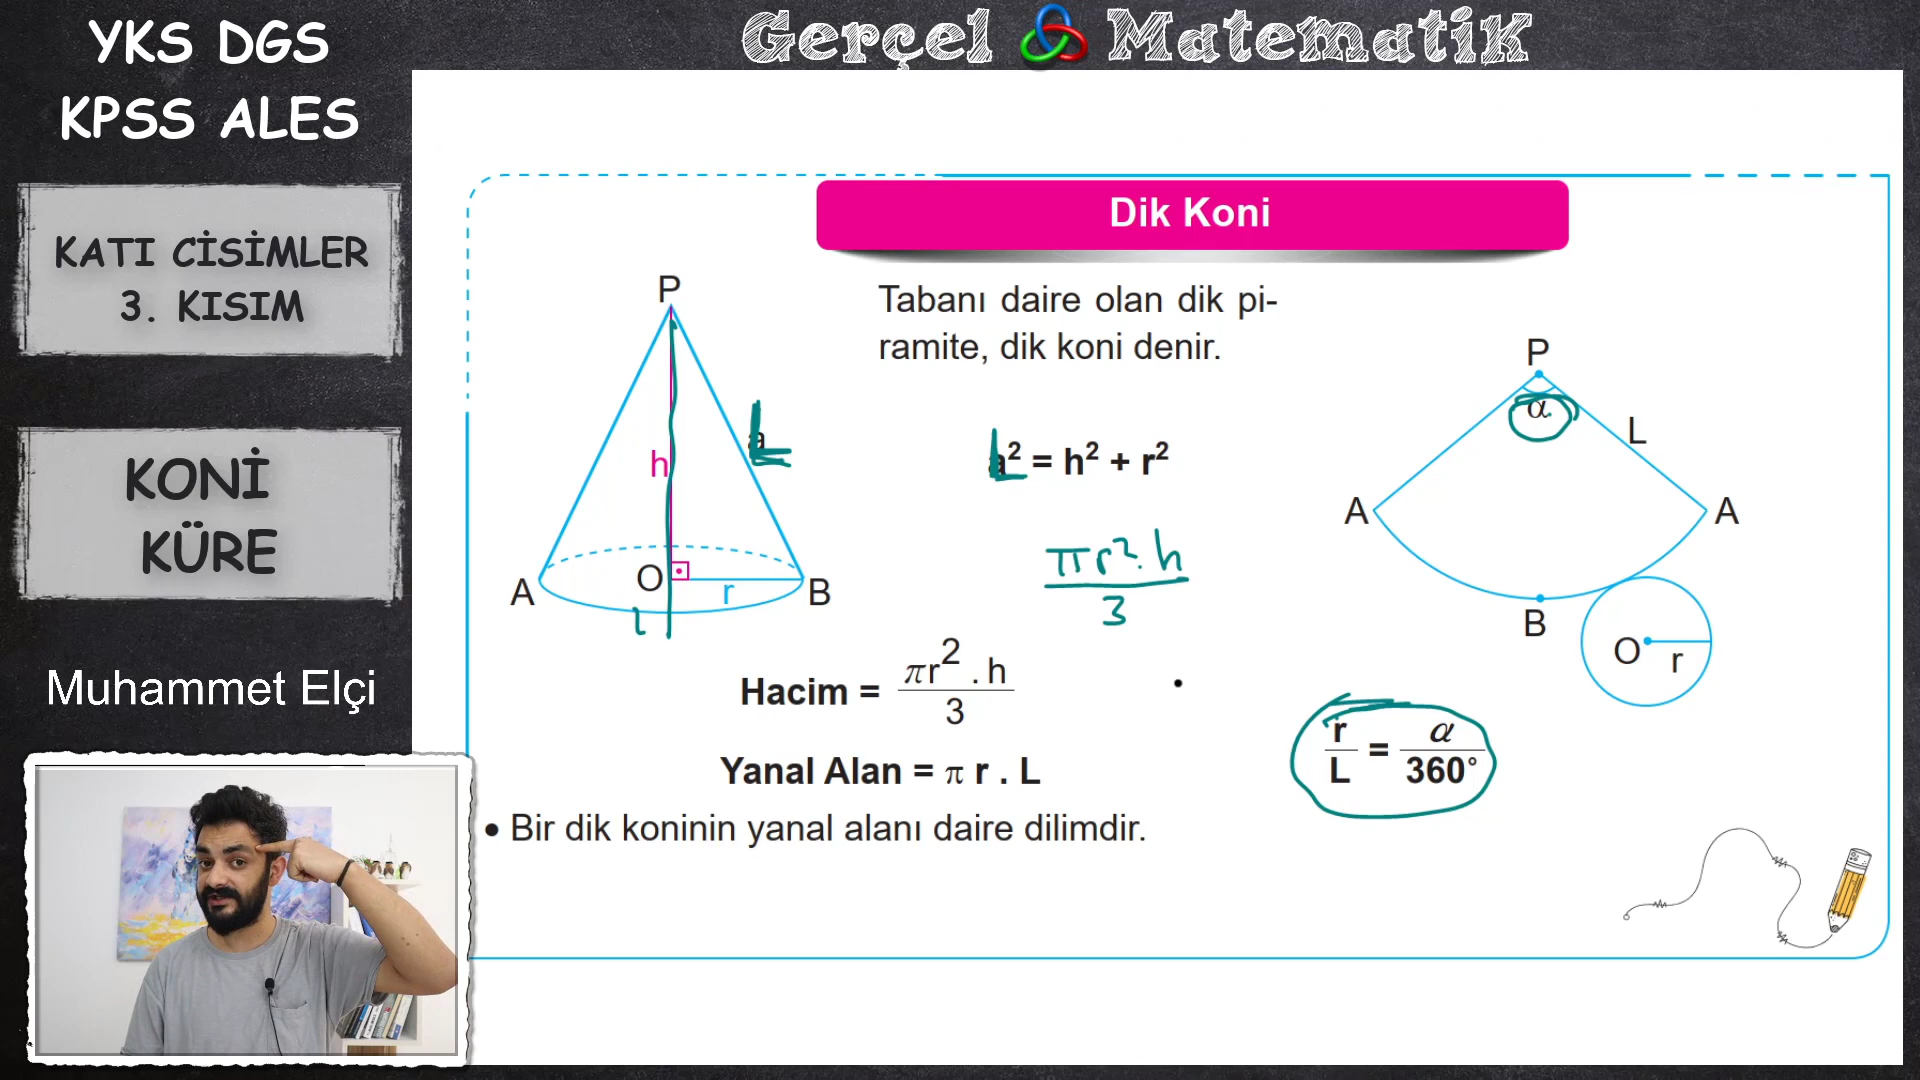 YKS DGS
KPSS ALES
Gerçel Matematik
KATI CİSİMLER
3. KISIM
KONİ
KÜRE
Muhammet Elçi
Dik Koni
Tabanı daire olan dik pi-
ramite, dik koni denir.
P
h
L
A
O
r
B
L² = h² + r²
πr².h
3
Hacim = πr² . h
3
Yanal Alan = π r . L
• Bir dik koninin yanal alanı daire dilimdir.
P
α
L
A
A
B
O
r
r/L = α/360°